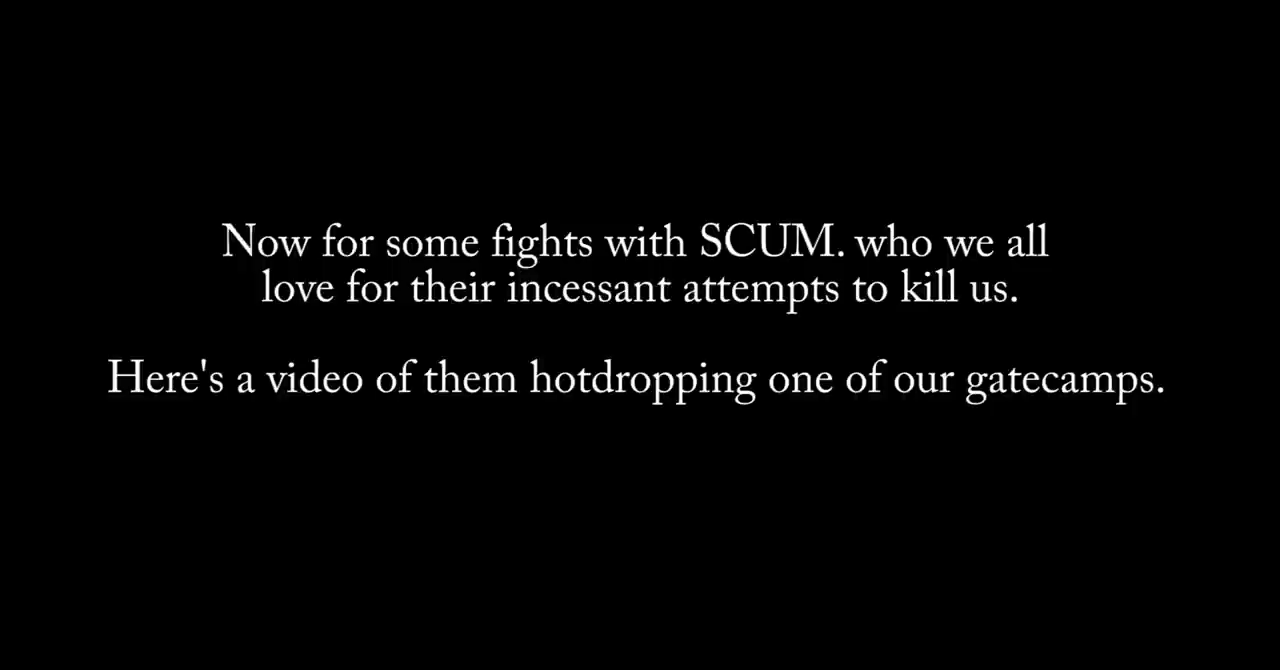 Now for some fights with SCUM. who we all
love for their incessant attempts to kill us.
Here's a video of them hotdropping one of our gatecamps.